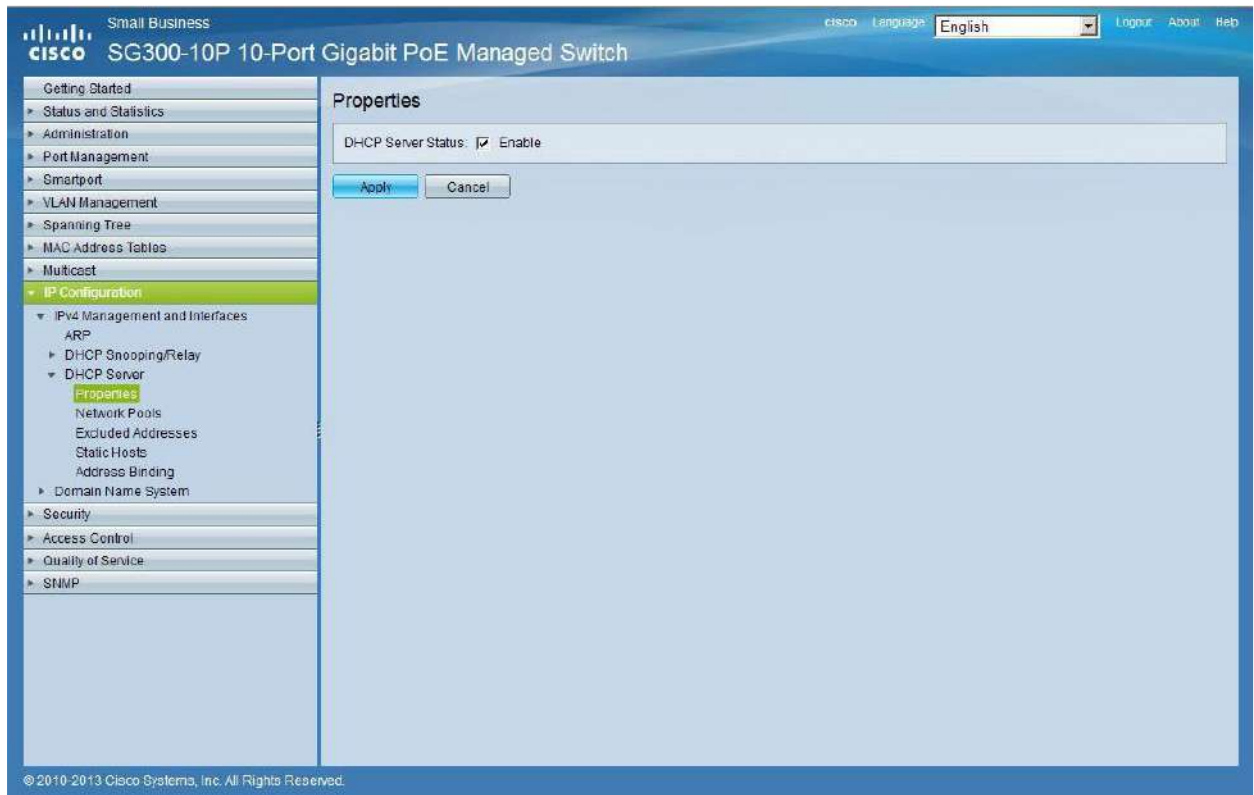 Small Business
cisco SG300-10P 10-Port Gigabit PoE Managed Switch
cisco Language English Logout About Help
Getting Started
Status and Statistics
Administration
Port Management
Smartport
VLAN Management
Spanning Tree
MAC Address Tables
Multicast
IP Configuration
IPv4 Management and Interfaces
ARP
DHCP Snooping/Relay
DHCP Server
Properties
Network Pools
Excluded Addresses
Static Hosts
Address Binding
Domain Name System
Security
Access Control
Quality of Service
SNMP
Properties
DHCP Server Status: Enable
Apply Cancel
© 2010-2013 Cisco Systems, Inc. All Rights Reserved.